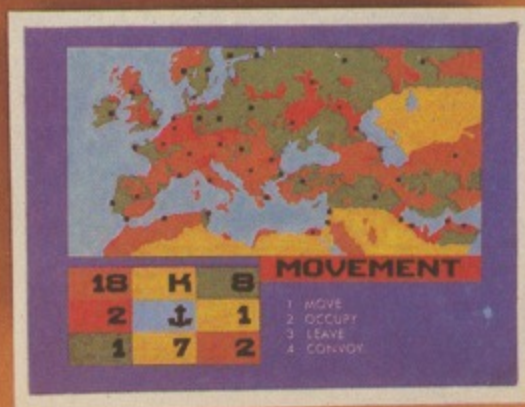 MOVEMENT
18 K 8
2 1
1 7 2
1 MOVE
2 OCCUPY
3 LEAVE
4 CONVOY